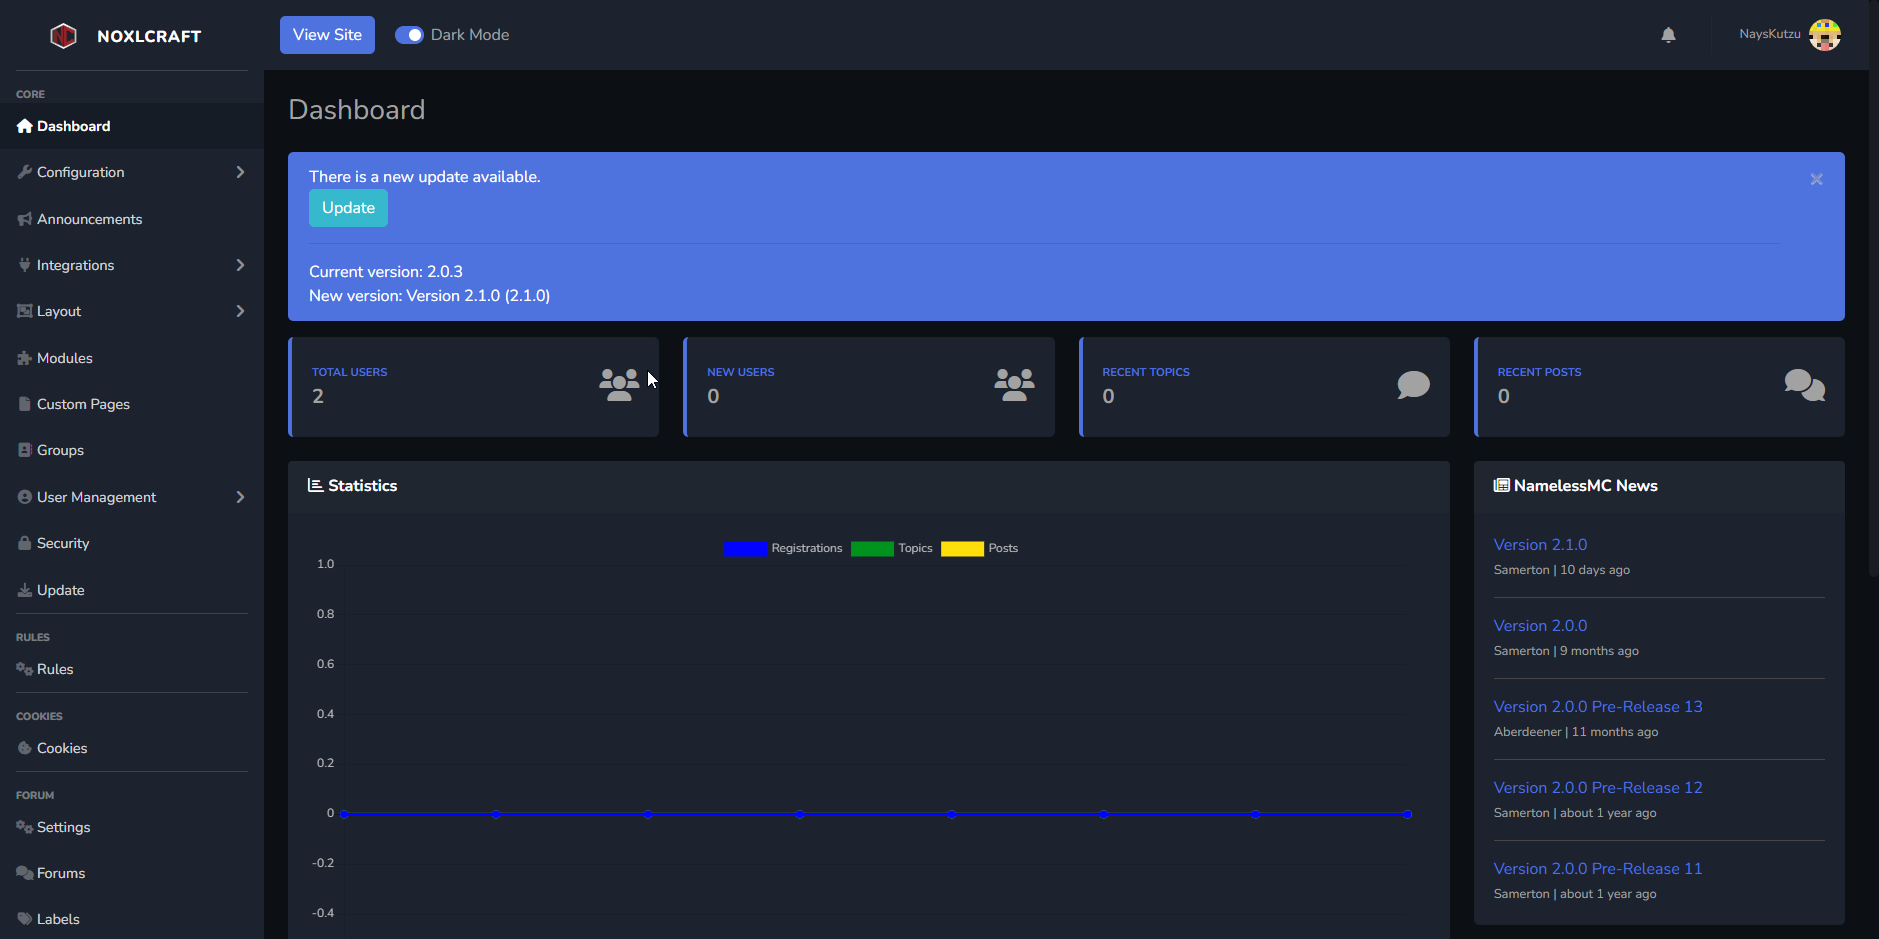 NOXLCRAFT
View Site
Dark Mode
NaysKutzu
CORE
Dashboard
Configuration
Announcements
Integrations
Layout
Modules
Custom Pages
Groups
User Management
Security
Update
RULES
Rules
COOKIES
Cookies
FORUM
Settings
Forums
Labels
Dashboard
There is a new update available.
Update
Current version: 2.0.3
New version: Version 2.1.0 (2.1.0)
TOTAL USERS
2
NEW USERS
0
RECENT TOPICS
0
RECENT POSTS
0
Statistics
Registrations Topics Posts
1.0
0.8
0.6
0.4
0.2
0
-0.2
-0.4
NamelessMC News
Version 2.1.0
Samerton | 10 days ago
Version 2.0.0
Samerton | 9 months ago
Version 2.0.0 Pre-Release 13
Aberdeener | 11 months ago
Version 2.0.0 Pre-Release 12
Samerton | about 1 year ago
Version 2.0.0 Pre-Release 11
Samerton | about 1 year ago